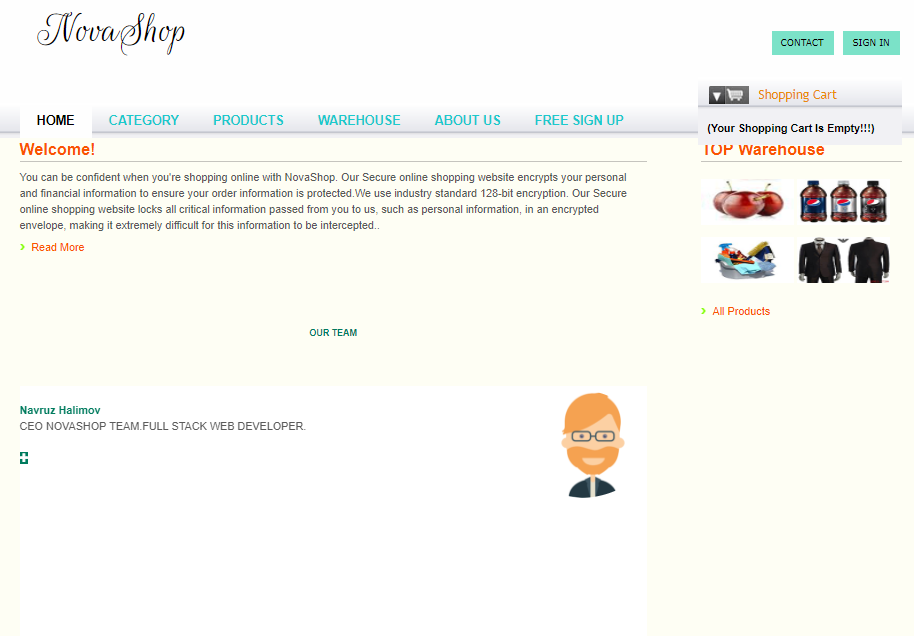 NovaShop
CONTACT
SIGN IN
Shopping Cart
(Your Shopping Cart Is Empty!!!)
HOME
CATEGORY
PRODUCTS
WAREHOUSE
ABOUT US
FREE SIGN UP
Welcome!
You can be confident when you're shopping online with NovaShop. Our Secure online shopping website encrypts your personal
and financial information to ensure your order information is protected.We use industry standard 128-bit encryption. Our Secure
online shopping website locks all critical information passed from you to us, such as personal information, in an encrypted
envelope, making it extremely difficult for this information to be intercepted..
Read More
TOP Warehouse
All Products
OUR TEAM
Navruz Halimov
CEO NOVASHOP TEAM.FULL STACK WEB DEVELOPER.